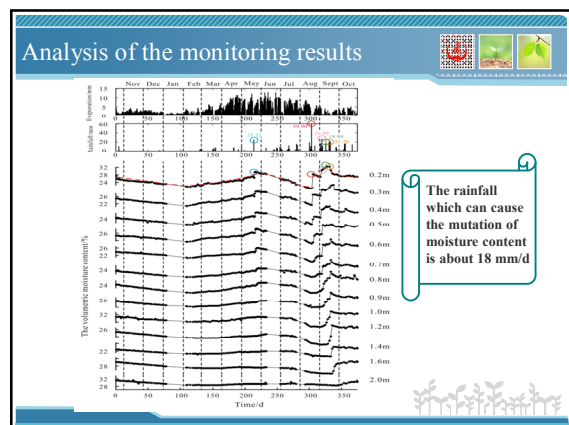 Analysis of the monitoring results
Nov Dec Jan Feb Mar Apr May Jun Jul Aug Sept Oct
Evaporation/mm
15
10
5
0
0 50 100 150 200 250 300 350
Rainfall/mm
60
40
20
0
The volumetric moisture content/%
32
28
24
0.2m
26
22
0.3m
24
0.4m
0.5m
26
0.6m
26
22
0.7m
24
0.8m
24
0.9m
26
1.0m
32
1.2m
26
1.4m
22
1.6m
28
32
28
2.0m
0 50 100 150 200 250 300 350
Time/d
The rainfall
which can cause
the mutation of
moisture content
is about 18 mm/d